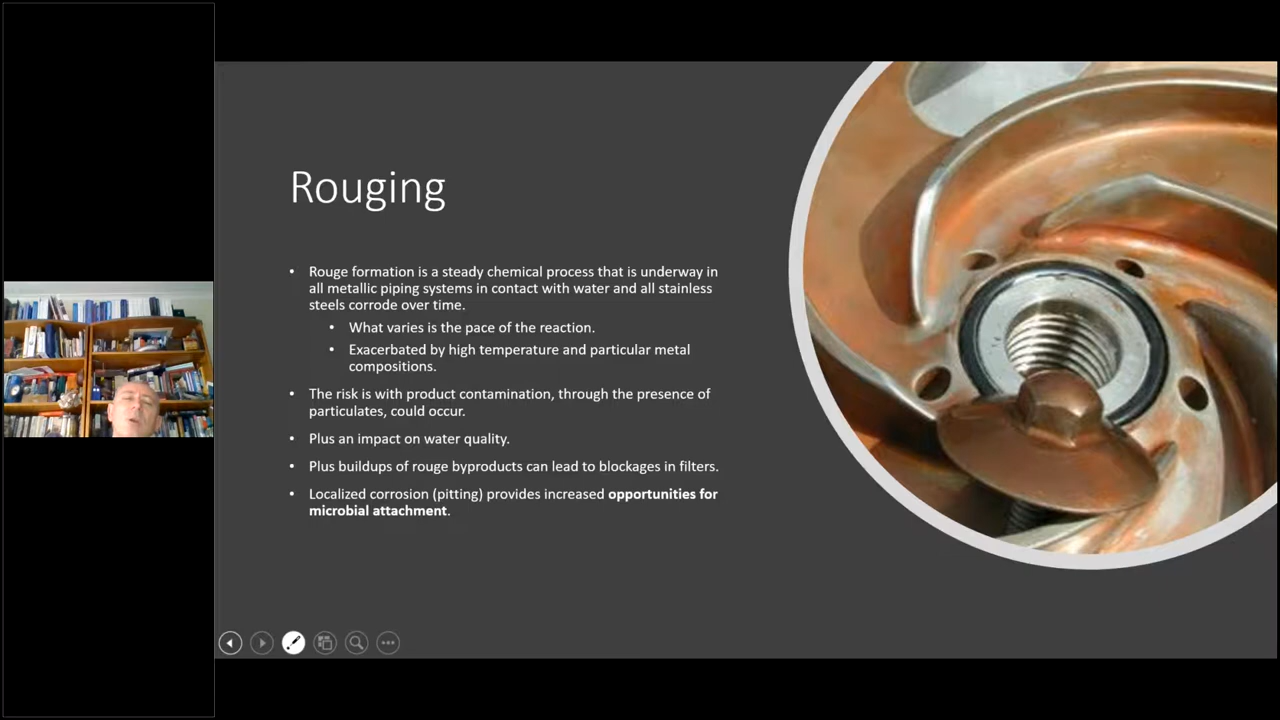 Rouging
• Rouge formation is a steady chemical process that is underway in
all metallic piping systems in contact with water and all stainless
steels corrode over time.
• What varies is the pace of the reaction.
• Exacerbated by high temperature and particular metal
compositions.
• The risk is with product contamination, through the presence of
particulates, could occur.
• Plus an impact on water quality.
• Plus buildups of rouge byproducts can lead to blockages in filters.
• Localized corrosion (pitting) provides increased opportunities for
microbial attachment.